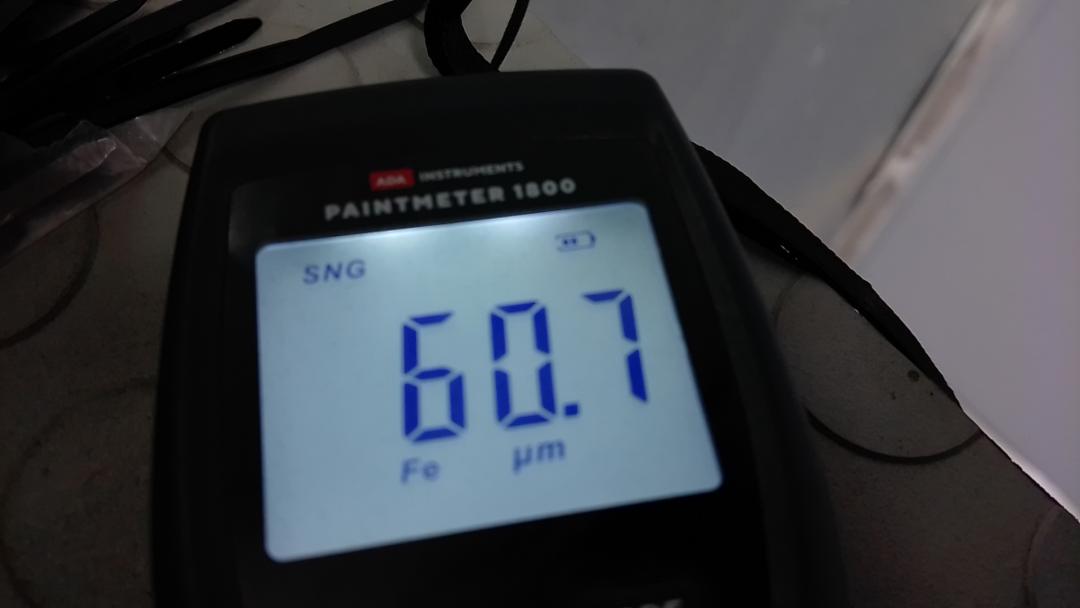 ADA INSTRUMENTS
PAINTMETER 1800
SNG
60.7
Fe μm